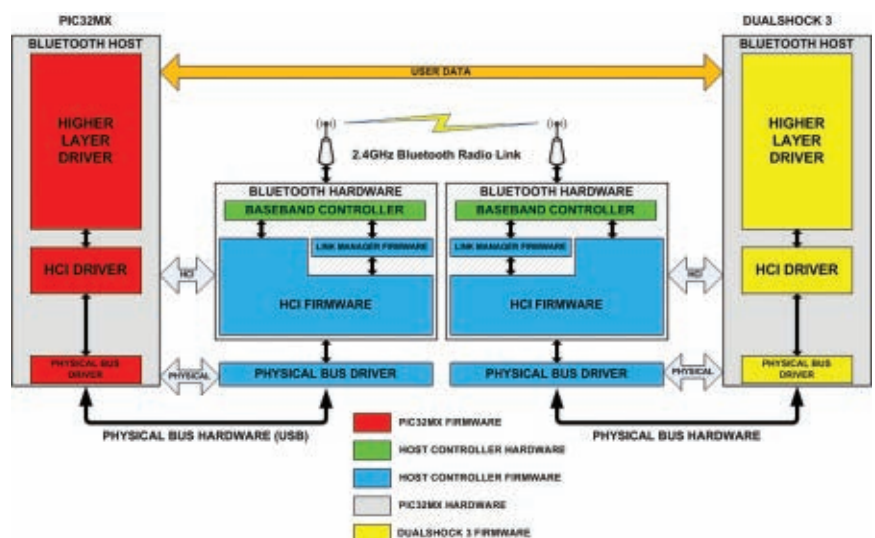 PIC32MX
DUALSHOCK 3
BLUETOOTH HOST
BLUETOOTH HOST
USER DATA
HIGHER
LAYER
DRIVER
HIGHER
LAYER
DRIVER
2.4GHz Bluetooth Radio Link
BLUETOOTH HARDWARE
BLUETOOTH HARDWARE
BASEBAND CONTROLLER
BASEBAND CONTROLLER
LINK MANAGER FIRMWARE
LINK MANAGER FIRMWARE
HCI DRIVER
HCI
HCI
HCI DRIVER
HCI FIRMWARE
HCI FIRMWARE
PHYSICAL BUS
DRIVER
PHYSICAL
PHYSICAL BUS DRIVER
PHYSICAL BUS DRIVER
PHYSICAL
PHYSICAL BUS
DRIVER
PHYSICAL BUS HARDWARE (USB)
PHYSICAL BUS HARDWARE
PIC32MX FIRMWARE
HOST CONTROLLER HARDWARE
HOST CONTROLLER FIRMWARE
PIC32MX HARDWARE
DUALSHOCK 3 FIRMWARE